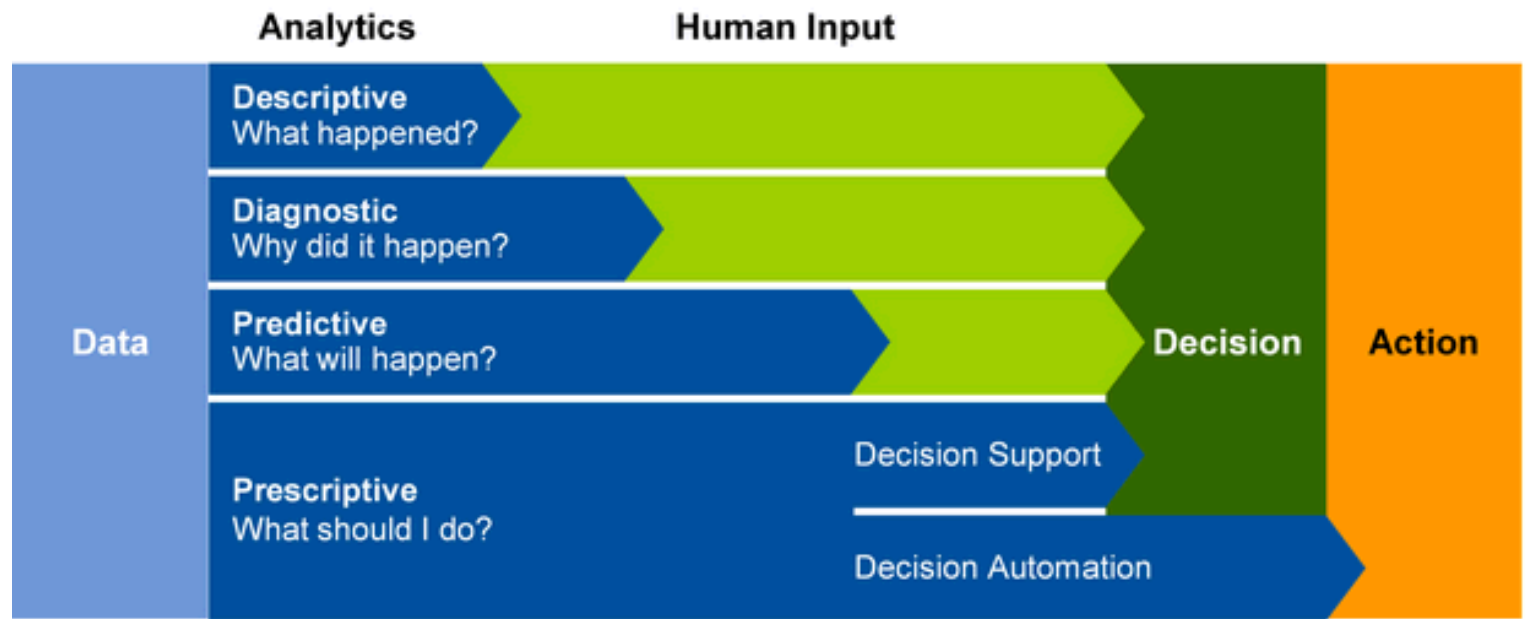 Analytics
Human Input
Descriptive
What happened?
Diagnostic
Why did it happen?
Predictive
What will happen?
Data
Decision
Action
Decision Support
Prescriptive
What should I do?
Decision Automation